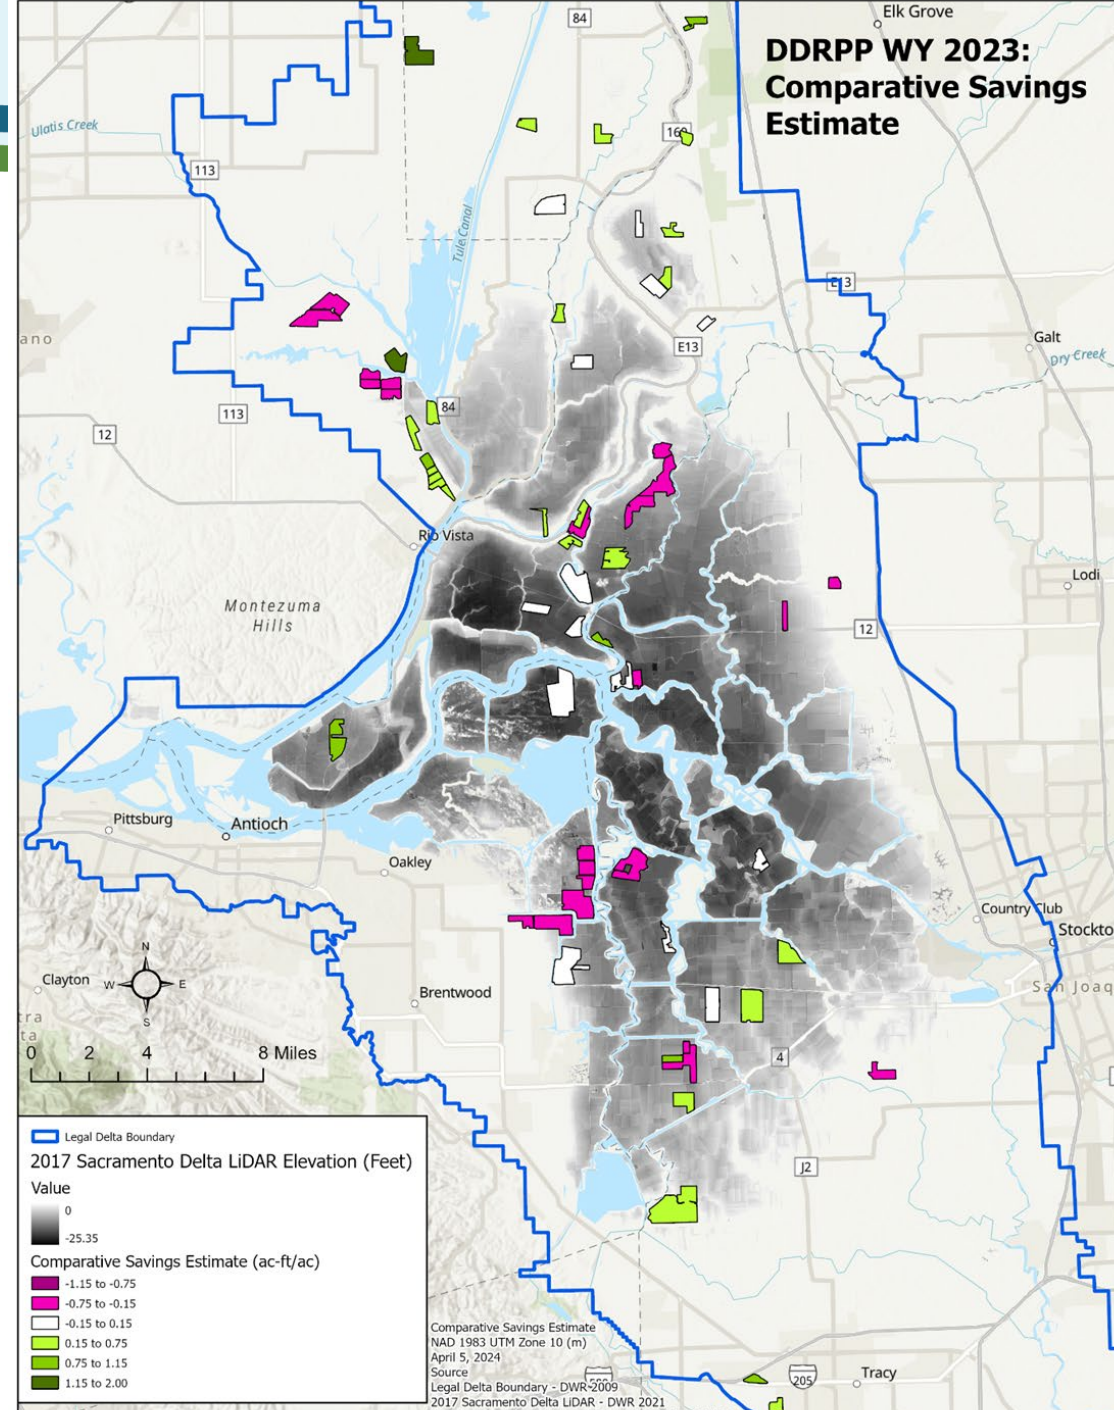 DDRPP WY 2023:
Comparative Savings
Estimate
84
Elk Grove
Ulatis Creek
160
113
Tule Canal
E13
Galt
E13
Dry Creek
ano
84
113
12
Rio Vista
Lodi
Montezuma
Hills
12
Pittsburg
Antioch
Oakley
Country Club
Stockto
Clayton
N
W
E
S
Brentwood
San Joaq
tra
ta
0 2 4 8 Miles
4
J2
Legal Delta Boundary
2017 Sacramento Delta LiDAR Elevation (Feet)
Value
0
-25.35
Comparative Savings Estimate (ac-ft/ac)
-1.15 to -0.75
-0.75 to -0.15
-0.15 to 0.15
0.15 to 0.75
0.75 to 1.15
1.15 to 2.00
Comparative Savings Estimate
NAD 1983 UTM Zone 10 (m)
April 5, 2024
Source
Legal Delta Boundary - DWR-2009
2017 Sacramento Delta LiDAR - DWR 2021
205
Tracy